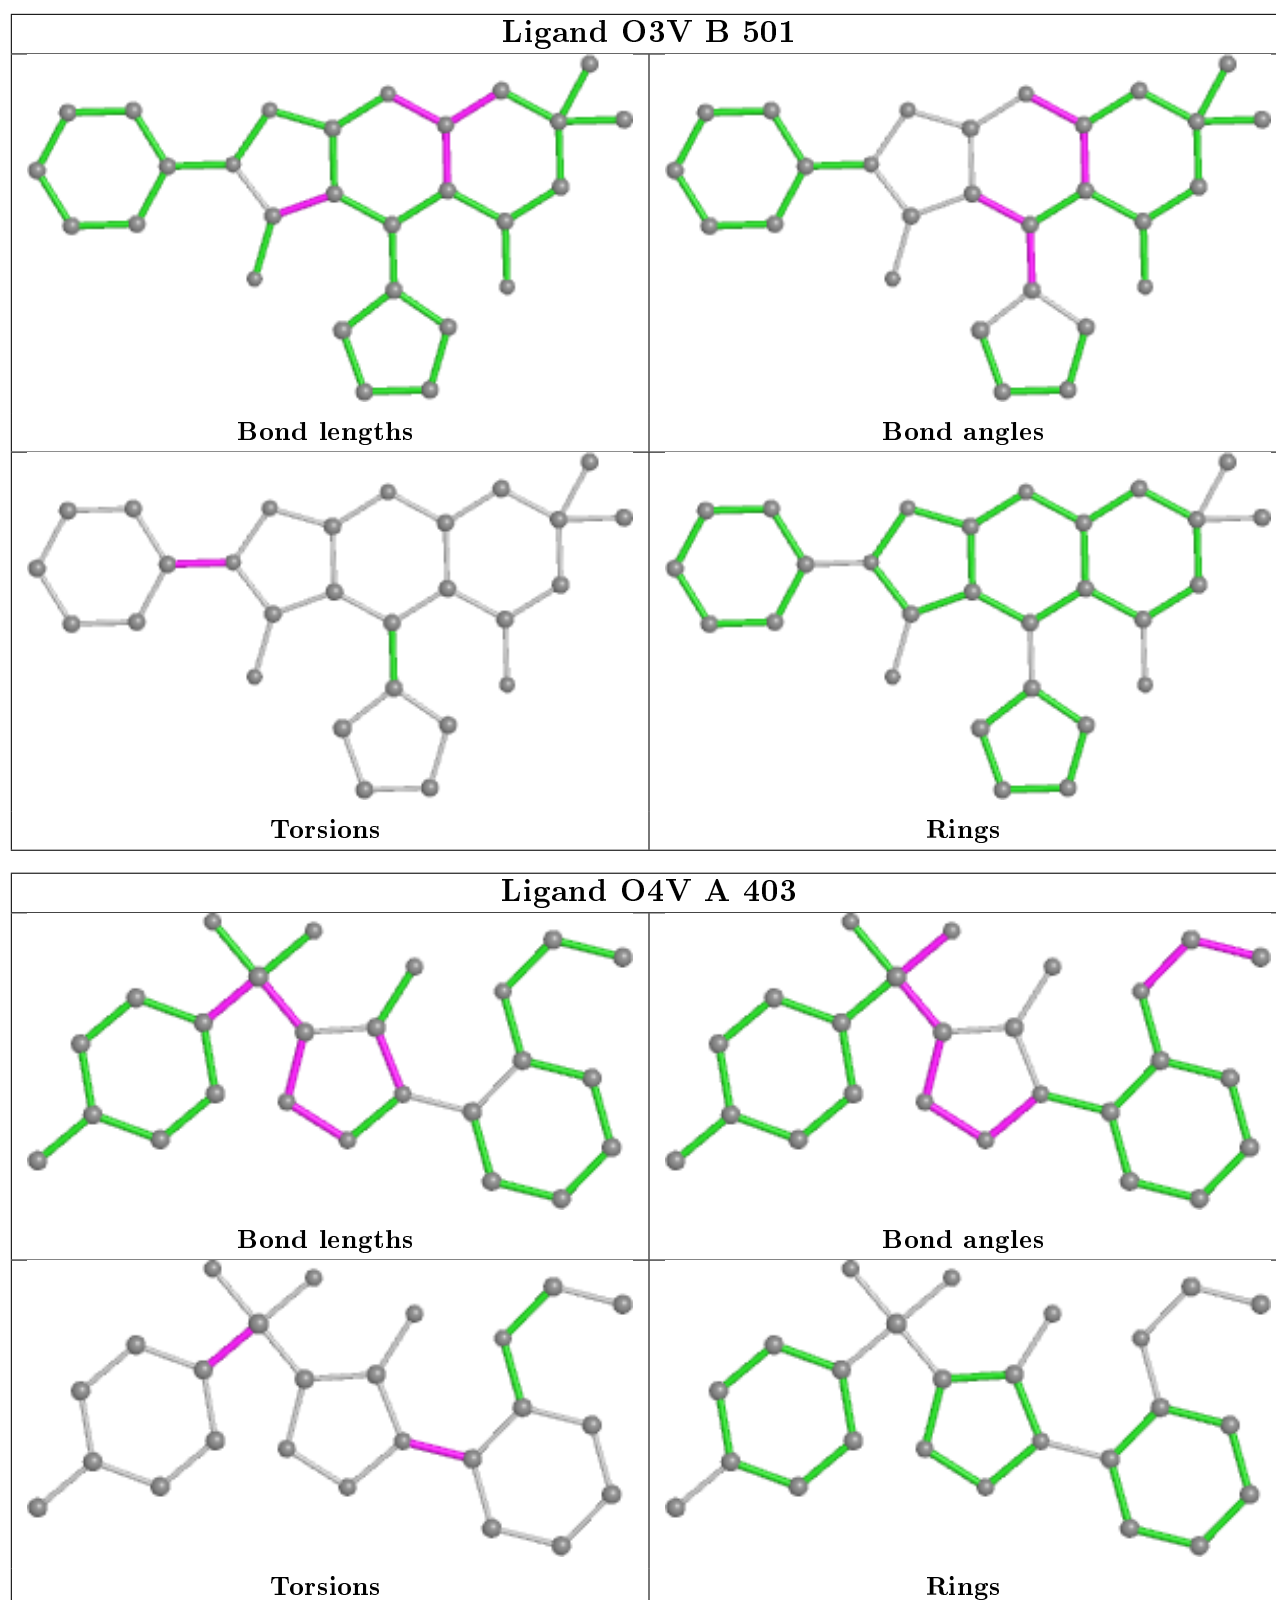 Ligand O3V B 501
Bond lengths
Bond angles
Torsions
Rings
Ligand O4V A 403
Bond lengths
Bond angles
Torsions
Rings